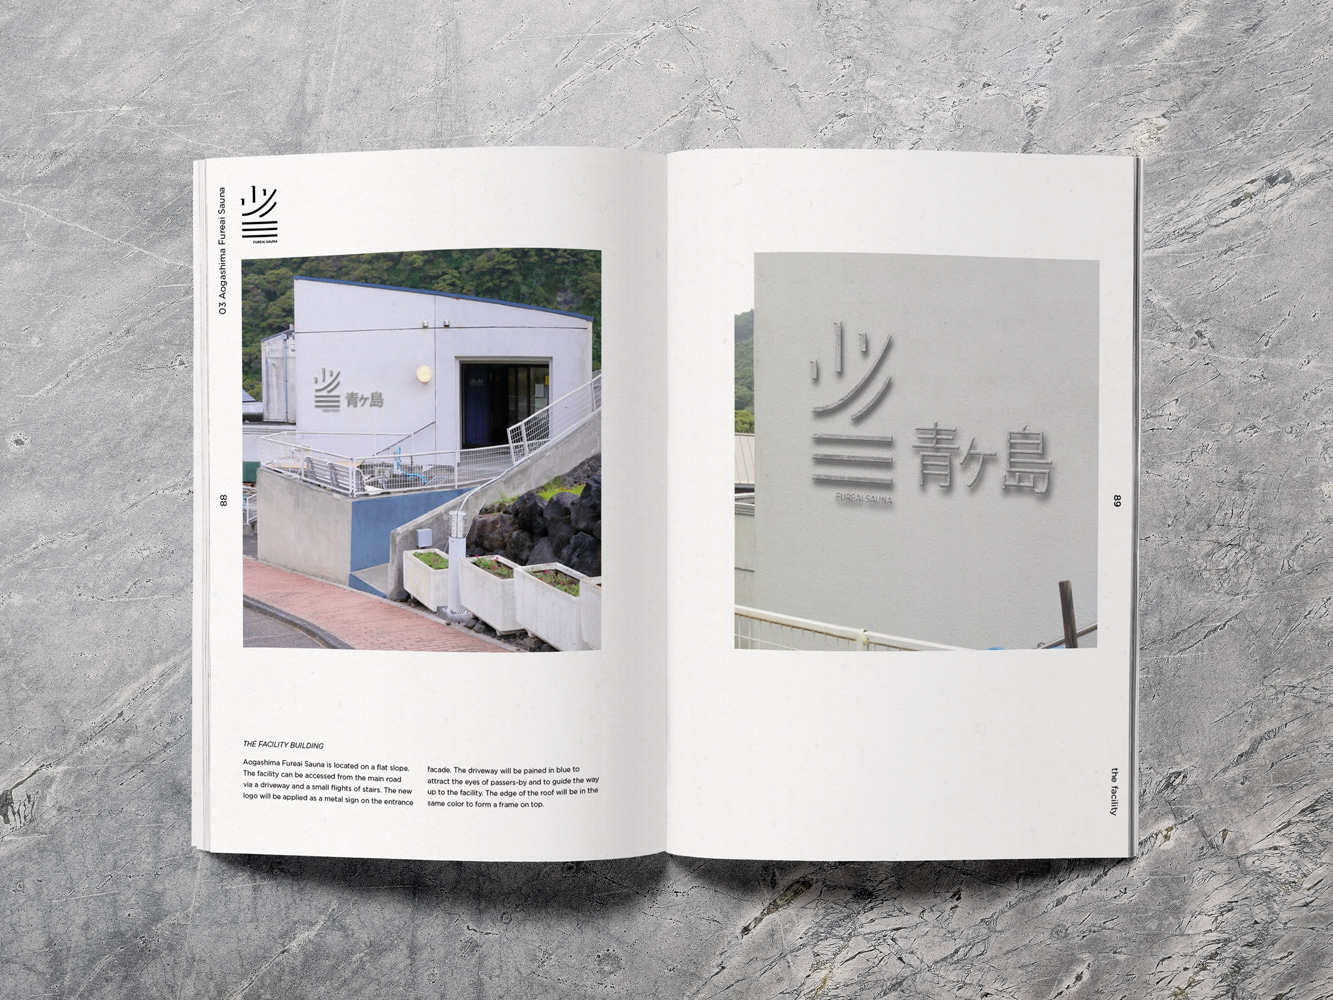 03 Aogashima Fureai Sauna
FUREAI SAUNA
青ヶ島
88
THE FACILITY BUILDING
Aogashima Fureai Sauna is located on a flat slope.
The facility can be accessed from the main road
via a driveway and a small flights of stairs. The new
logo will be applied as a metal sign on the entrance
facade. The driveway will be pained in blue to
attract the eyes of passers-by and to guide the way
up to the facility. The edge of the roof will be in the
same color to form a frame on top.
FUREAI SAUNA
青ヶ島
89
the facility